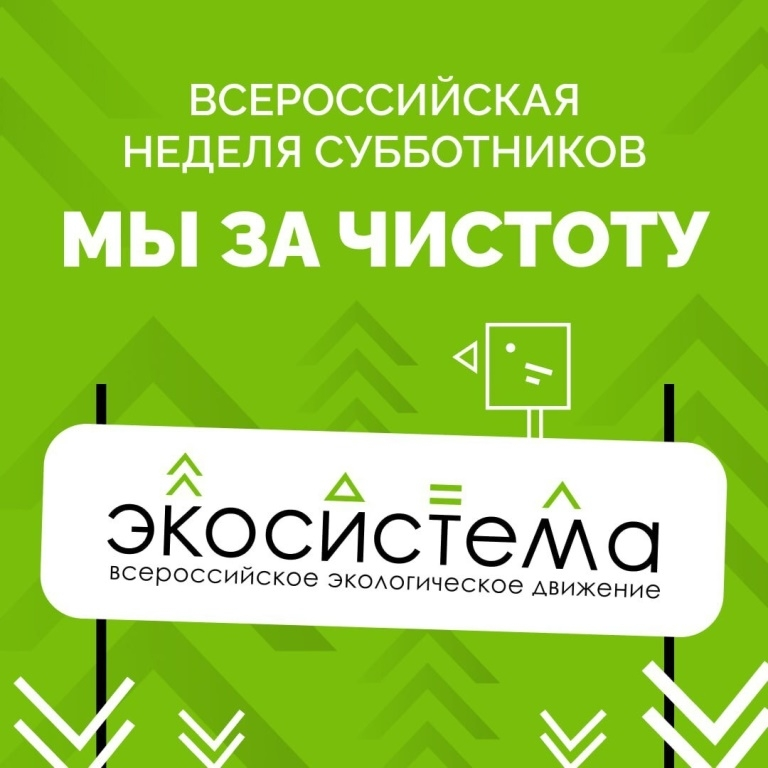 ВСЕРОССИЙСКАЯ
НЕДЕЛЯ СУББОТНИКОВ
МЫ ЗА ЧИСТОТУ
экосистема
всероссийское экологическое движение